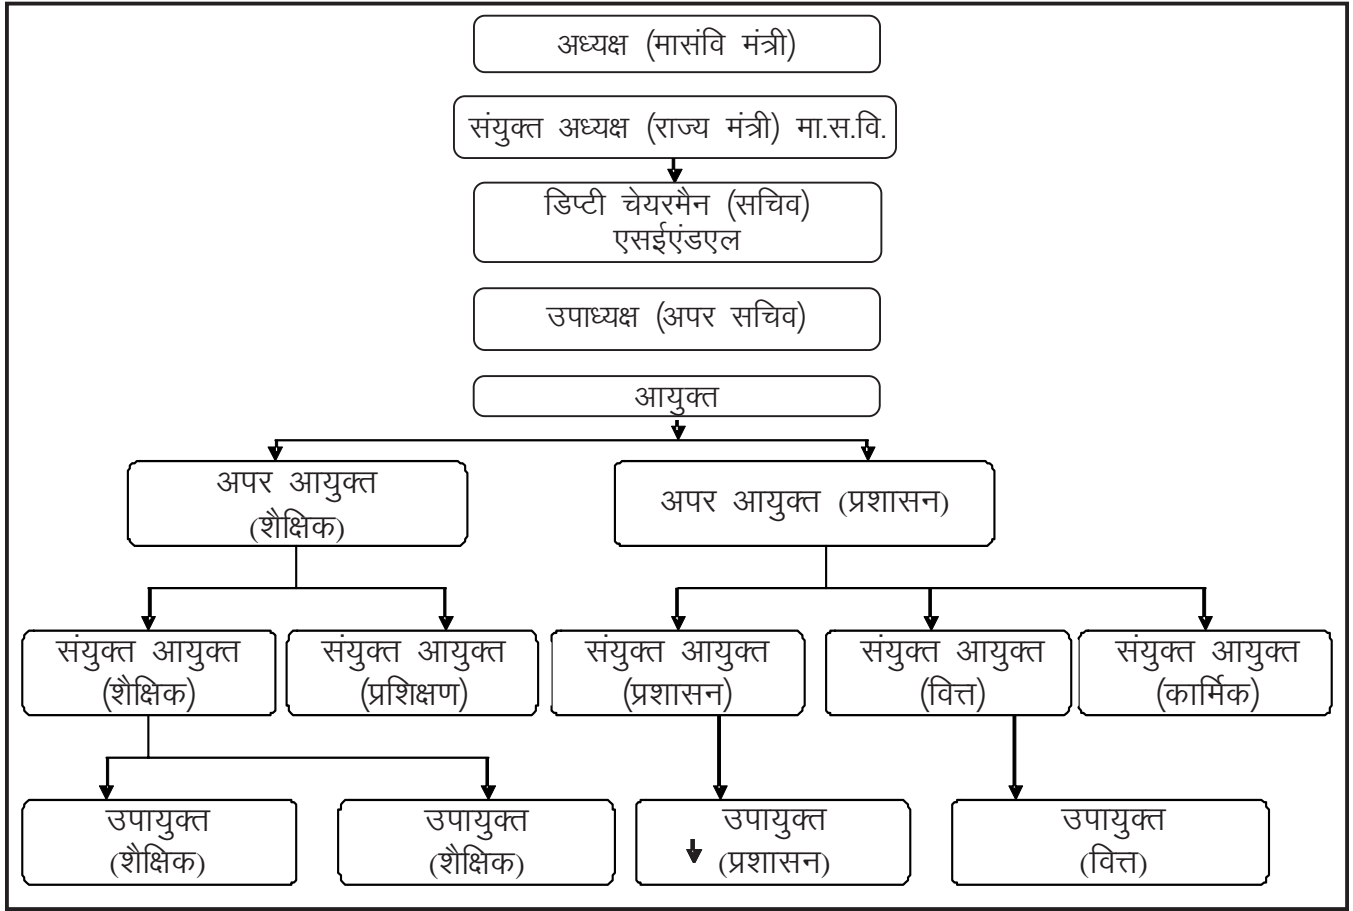 अध्यक्ष (मासंवि मंत्री)
संयुक्त अध्यक्ष (राज्य मंत्री) मा.स.वि.
डिप्टी चेयरमैन (सचिव)
एसईएंडएल
उपाध्यक्ष (अपर सचिव)
आयुक्त
अपर आयुक्त
(शैक्षिक)
अपर आयुक्त (प्रशासन)
संयुक्त आयुक्त
(शैक्षिक)
संयुक्त आयुक्त
(प्रशिक्षण)
संयुक्त आयुक्त
(प्रशासन)
संयुक्त आयुक्त
(वित्त)
संयुक्त आयुक्त
(कार्मिक)
उपायुक्त
(शैक्षिक)
उपायुक्त
(शैक्षिक)
उपायुक्त
(प्रशासन)
उपायुक्त
(वित्त)